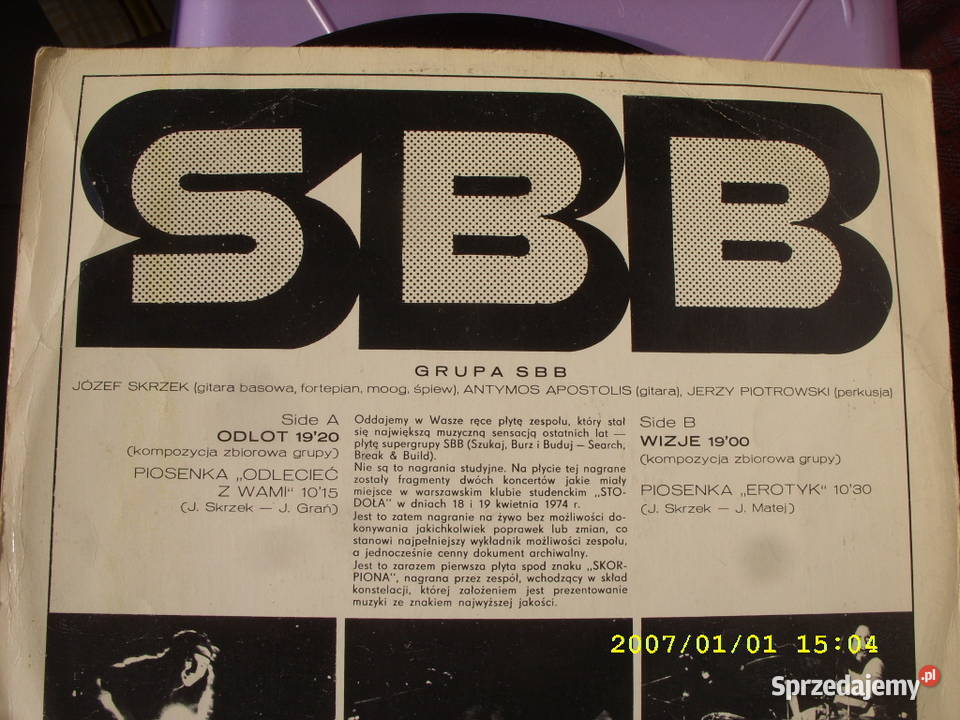 SBB
GRUPA SBB
JÓZEF SKRZEK (gitara basowa, fortepian, moog, śpiew), ANTYMOS APOSTOLIS (gitara), JERZY PIOTROWSKI (perkusja)
Side A
ODLOT 19'20
(kompozycja zbiorowa grupy)
PIOSENKA „ODLECIEĆ
Z WAMI" 10'15
(J. Skrzek — J. Grań)
Oddajemy w Wasze ręce płytę zespołu, który stał
się największą muzyczną sensacją ostatnich lat —
płytę supergrupy SBB (Szukaj, Burz i Buduj — Search,
Break & Build).
Nie są to nagrania studyjne. Na płycie tej nagrane
zostały fragmenty dwóch koncertów jakie miały
miejsce w warszawskim klubie studenckim „STO-
DOŁA" w dniach 18 i 19 kwietnia 1974 r.
Jest to zatem nagranie na żywo bez możliwości do-
konywania jakichkolwiek poprawek lub zmian, co
stanowi najpełniejszy wykładnik możliwości zespołu,
a jednocześnie cenny dokument archiwalny.
Jest to zarazem pierwsza płyta spod znaku „SKOR-
PIONA", nagrana przez zespół, wchodzący w skład
konstelacji, której założeniem jest prezentowanie
muzyki ze znakiem najwyższej jakości.
Side B
WIZJE 19'00
(kompozycja zbiorowa grupy)
PIOSENKA „EROTYK" 10'30
(J. Skrzek — J. Matej)
2007/01/01 15:04
Sprzedajemy.pl